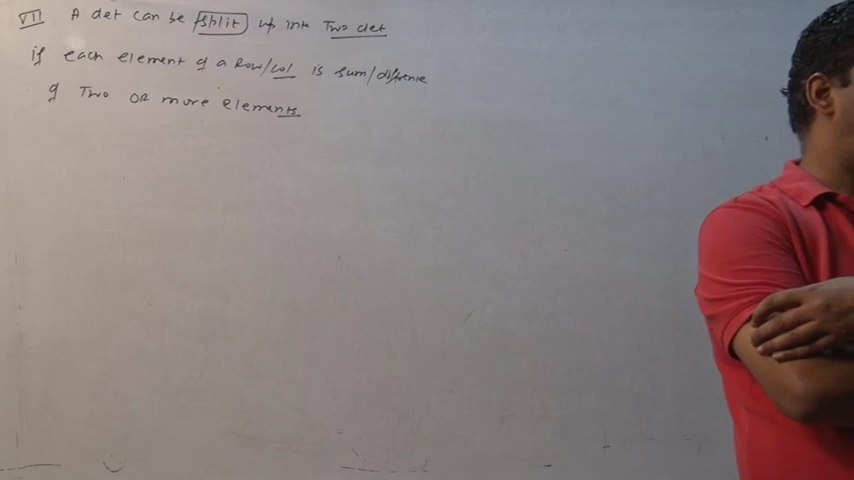 VII A det can be split up into Two det
if each element of a Row/col is sum/difference
of Two OR more elements